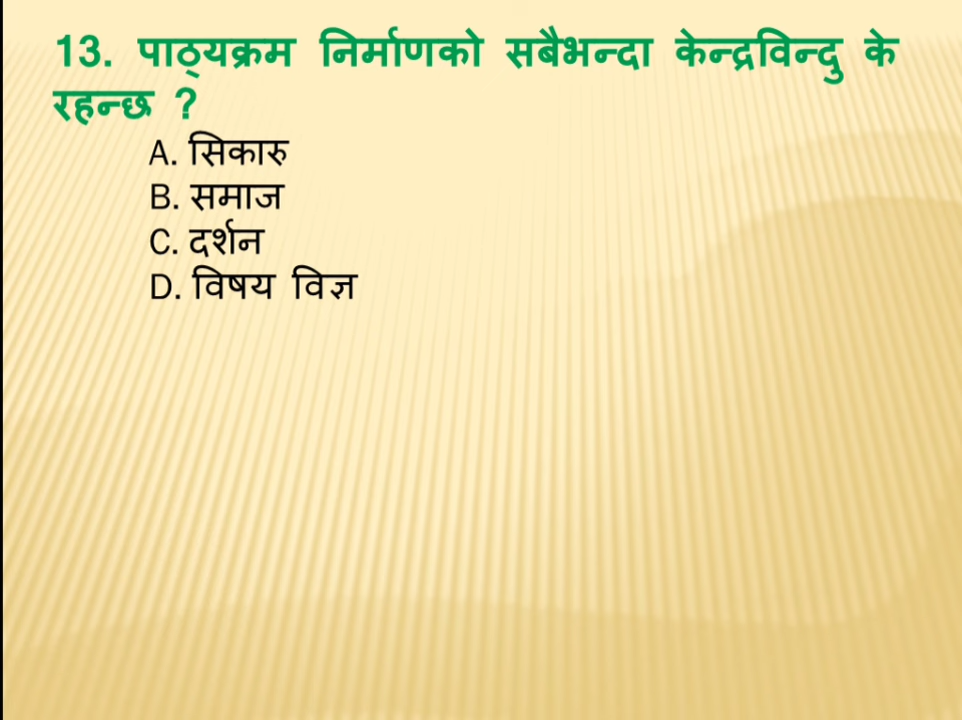 13. पाठ्यक्रम निर्माणको सबैभन्दा केन्द्रविन्दु के
रहन्छ ?
A. सिकारु
B. समाज
C. दर्शन
D. विषय विज्ञ